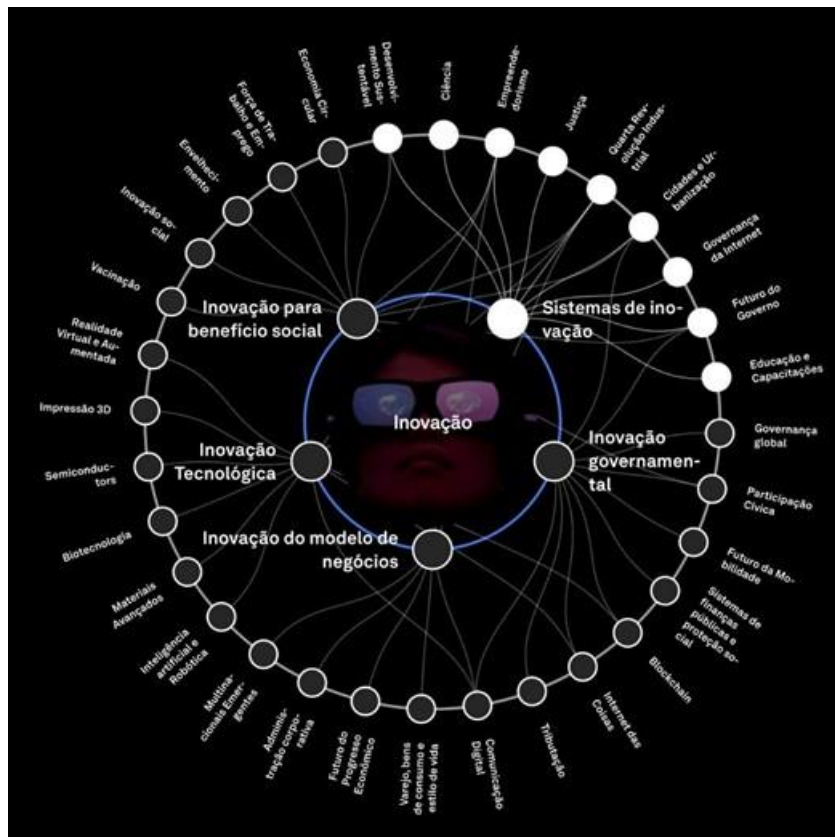 Desenvolvi-
mento Sus-
tentável
Ciência
Empreende-
dorismo
Justiça
Quarta Rev-
olução Indus-
trial
Cidades e Ur-
banização
Governança
da Internet
Futuro do
Governo
Educação e
Capacitações
Governança
global
Participação
Cívica
Futuro da Mo-
bilidade
Sistemas de
finanças
públicas e
proteção so-
cial
Blockchain
Internet das
Coisas
Tributação
Comunicação
Digital
Varejo, bens
de consumo e
estilo de vida
Futuro do
Progresso
Econômico
Adminis-
tração corpo-
rativa
Multina-
cionais Emer-
gentes
Inteligência
artificial e
Robótica
Materiais
Avançados
Biotecnologia
Semiconduc-
tors
Impressão 3D
Realidade
Virtual e Au-
mentada
Vacinação
Inovação so-
cial
Envelheci-
mento
Força de Tra-
balho e Em-
prego
Economia Cir-
cular
Inovação para
benefício social
Sistemas de ino-
vação
Inovação
Inovação
Tecnológica
Inovação
governamen-
tal
Inovação do modelo de
negócios